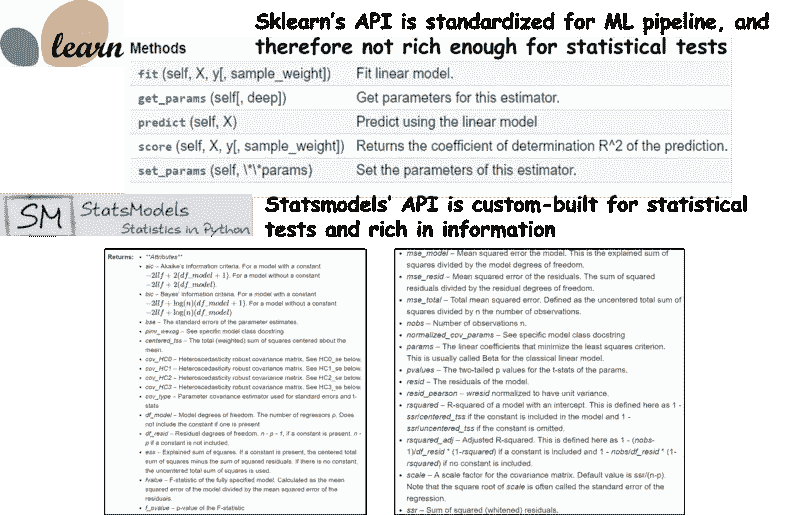 learn
Sklearn's API is standardized for ML pipeline, and
therefore not rich enough for statistical tests
Methods
fit (self, X, y[, sample_weight]) Fit linear model.
get_params (self[, deep]) Get parameters for this estimator.
predict (self, X) Predict using the linear model
score (self, X, y[, sample_weight]) Returns the coefficient of determination R^2 of the prediction.
set_params (self, \*\*params) Set the parameters of this estimator.
SM
StatsModels
Statistics in Python
Statsmodels' API is custom-built for statistical
tests and rich in information
Returns: • **Attributes**
• aic – Akaike's information criteria. For a model with a constant
−2llf + 2(df_model + 1). For a model without a constant
−2llf + 2(df_model).
• bic – Bayes' information criteria. For a model with a constant
−2llf + log(n)(df_model + 1). For a model without a constant
−2llf + log(n)(df_model)
• bse – The standard errors of the parameter estimates.
• pinv_wexog – See specific model class docstring
• centered_tss – The total (weighted) sum of squares centered about the
mean.
• cov_HC0 – Heteroscedasticity robust covariance matrix. See HC0_se below.
• cov_HC1 – Heteroscedasticity robust covariance matrix. See HC1_se below.
• cov_HC2 – Heteroscedasticity robust covariance matrix. See HC2_se below.
• cov_HC3 – Heteroscedasticity robust covariance matrix. See HC3_se below.
• cov_type – Parameter covariance estimator used for standard errors and t-
stats
• df_model – Model degrees of freedom. The number of regressors p. Does
not include the constant if one is present
• df_resid – Residual degrees of freedom. n - p - 1, if a constant is present. n -
p if a constant is not included.
• ess – Explained sum of squares. If a constant is present, the centered
total sum of squares minus the sum of squared residuals. If there is no constant,
the uncentered total sum of squares is used.
• fvalue – F-statistic of the fully specified model. Calculated as the mean
squared error of the model divided by the mean squared error of the
residuals.
• f_pvalue – p-value of the F-statistic
• mse_model – Mean squared error the model. This is the explained sum of
squares divided by the model degrees of freedom.
• mse_resid – Mean squared error of the residuals. The sum of squared
residuals divided by the residual degrees of freedom.
• mse_total – Total mean squared error. Defined as the uncentered total sum of
squares divided by n the number of observations.
• nobs – Number of observations n.
• normalized_cov_params – See specific model class docstring
• params – The linear coefficients that minimize the least squares criterion.
This is usually called Beta for the classical linear model.
• pvalues – The two-tailed p values for the t-stats of the params.
• resid – The residuals of the model.
• resid_pearson – wresid normalized to have unit variance.
• rsquared – R-squared of a model with an intercept. This is defined here as 1 -
ssr/centered_tss if the constant is included in the model and 1 -
ssr/uncentered_tss if the constant is omitted.
• rsquared_adj – Adjusted R-squared. This is defined here as 1 - (nobs-
1)/df_resid * (1-rsquared) if a constant is included and 1 - nobs/df_resid * (1-
rsquared) if no constant is included.
• scale – A scale factor for the covariance matrix. Default value is ssr/(n-p).
Note that the square root of scale is often called the standard error of the
regression.
• ssr – Sum of squared (whitened) residuals.